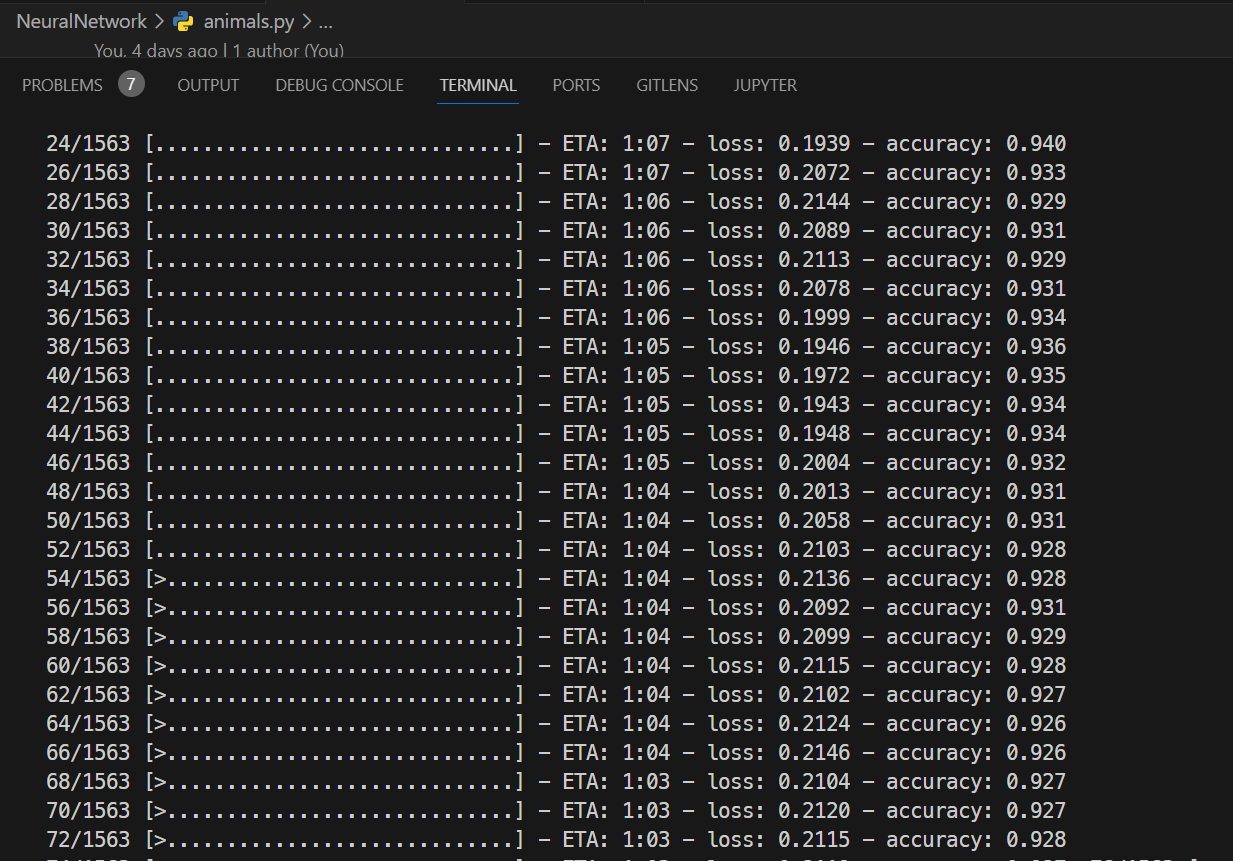 NeuralNetwork > animals.py > ...
You, 4 days ago | 1 author (You)
PROBLEMS 7 OUTPUT DEBUG CONSOLE TERMINAL PORTS GITLENS JUPYTER
24/1563 [..............................] - ETA: 1:07 - loss: 0.1939 - accuracy: 0.940
26/1563 [..............................] - ETA: 1:07 - loss: 0.2072 - accuracy: 0.933
28/1563 [..............................] - ETA: 1:06 - loss: 0.2144 - accuracy: 0.929
30/1563 [..............................] - ETA: 1:06 - loss: 0.2089 - accuracy: 0.931
32/1563 [..............................] - ETA: 1:06 - loss: 0.2113 - accuracy: 0.929
34/1563 [..............................] - ETA: 1:06 - loss: 0.2078 - accuracy: 0.931
36/1563 [..............................] - ETA: 1:06 - loss: 0.1999 - accuracy: 0.934
38/1563 [..............................] - ETA: 1:05 - loss: 0.1946 - accuracy: 0.936
40/1563 [..............................] - ETA: 1:05 - loss: 0.1972 - accuracy: 0.935
42/1563 [..............................] - ETA: 1:05 - loss: 0.1943 - accuracy: 0.934
44/1563 [..............................] - ETA: 1:05 - loss: 0.1948 - accuracy: 0.934
46/1563 [..............................] - ETA: 1:05 - loss: 0.2004 - accuracy: 0.932
48/1563 [..............................] - ETA: 1:04 - loss: 0.2013 - accuracy: 0.931
50/1563 [..............................] - ETA: 1:04 - loss: 0.2058 - accuracy: 0.931
52/1563 [..............................] - ETA: 1:04 - loss: 0.2103 - accuracy: 0.928
54/1563 [>.............................] - ETA: 1:04 - loss: 0.2136 - accuracy: 0.928
56/1563 [>.............................] - ETA: 1:04 - loss: 0.2092 - accuracy: 0.931
58/1563 [>.............................] - ETA: 1:04 - loss: 0.2099 - accuracy: 0.929
60/1563 [>.............................] - ETA: 1:04 - loss: 0.2115 - accuracy: 0.928
62/1563 [>.............................] - ETA: 1:04 - loss: 0.2102 - accuracy: 0.927
64/1563 [>.............................] - ETA: 1:04 - loss: 0.2124 - accuracy: 0.926
66/1563 [>.............................] - ETA: 1:04 - loss: 0.2146 - accuracy: 0.926
68/1563 [>.............................] - ETA: 1:03 - loss: 0.2104 - accuracy: 0.927
70/1563 [>.............................] - ETA: 1:03 - loss: 0.2120 - accuracy: 0.927
72/1563 [>.............................] - ETA: 1:03 - loss: 0.2115 - accuracy: 0.928